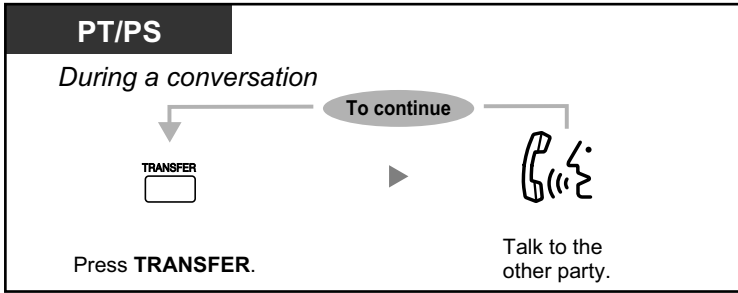 PT/PS
During a conversation
To continue
TRANSFER
Press TRANSFER.
Talk to the
other party.